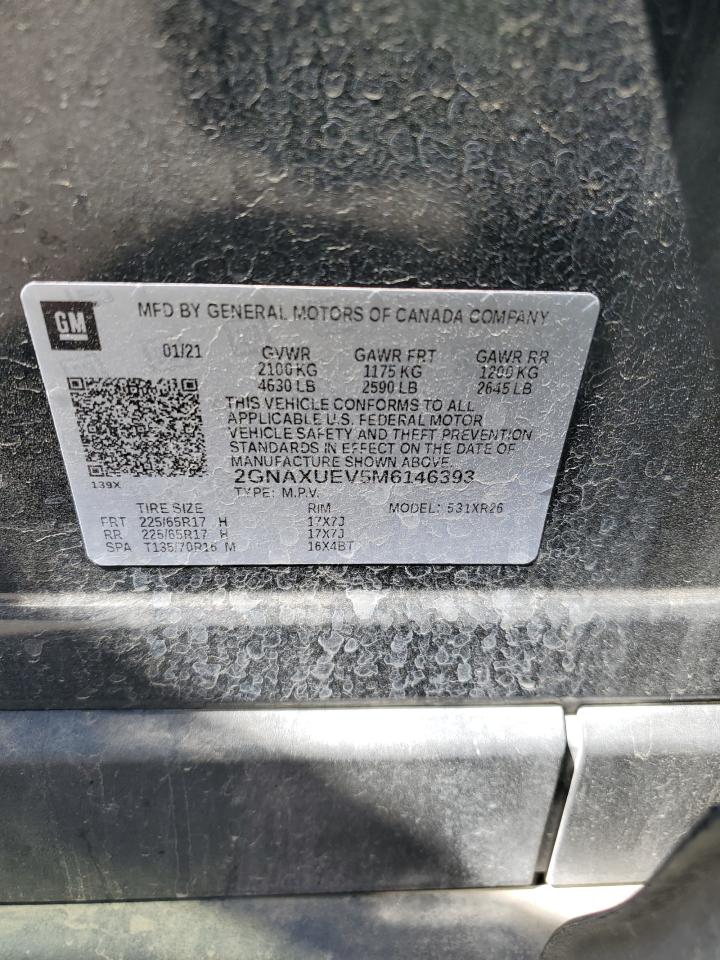 GM
MFD BY GENERAL MOTORS OF CANADA COMPANY
01/21 GVWR GAWR FRT GAWR RR
2100 KG 1175 KG 1200 KG
4630 LB 2590 LB 2645 LB
THIS VEHICLE CONFORMS TO ALL
APPLICABLE U.S. FEDERAL MOTOR
VEHICLE SAFETY AND THEFT PREVENTION
STANDARDS IN EFFECT ON THE DATE OF
MANUFACTURE SHOWN ABOVE.
139X 2GNAXUEV5M6146393
TYPE: M.P.V.
TIRE SIZE RIM MODEL: 531XR26
FRT 225/65R17 H 17X7J
RR 225/65R17 H 17X7J
SPA T135/70R16 M 16X4BT